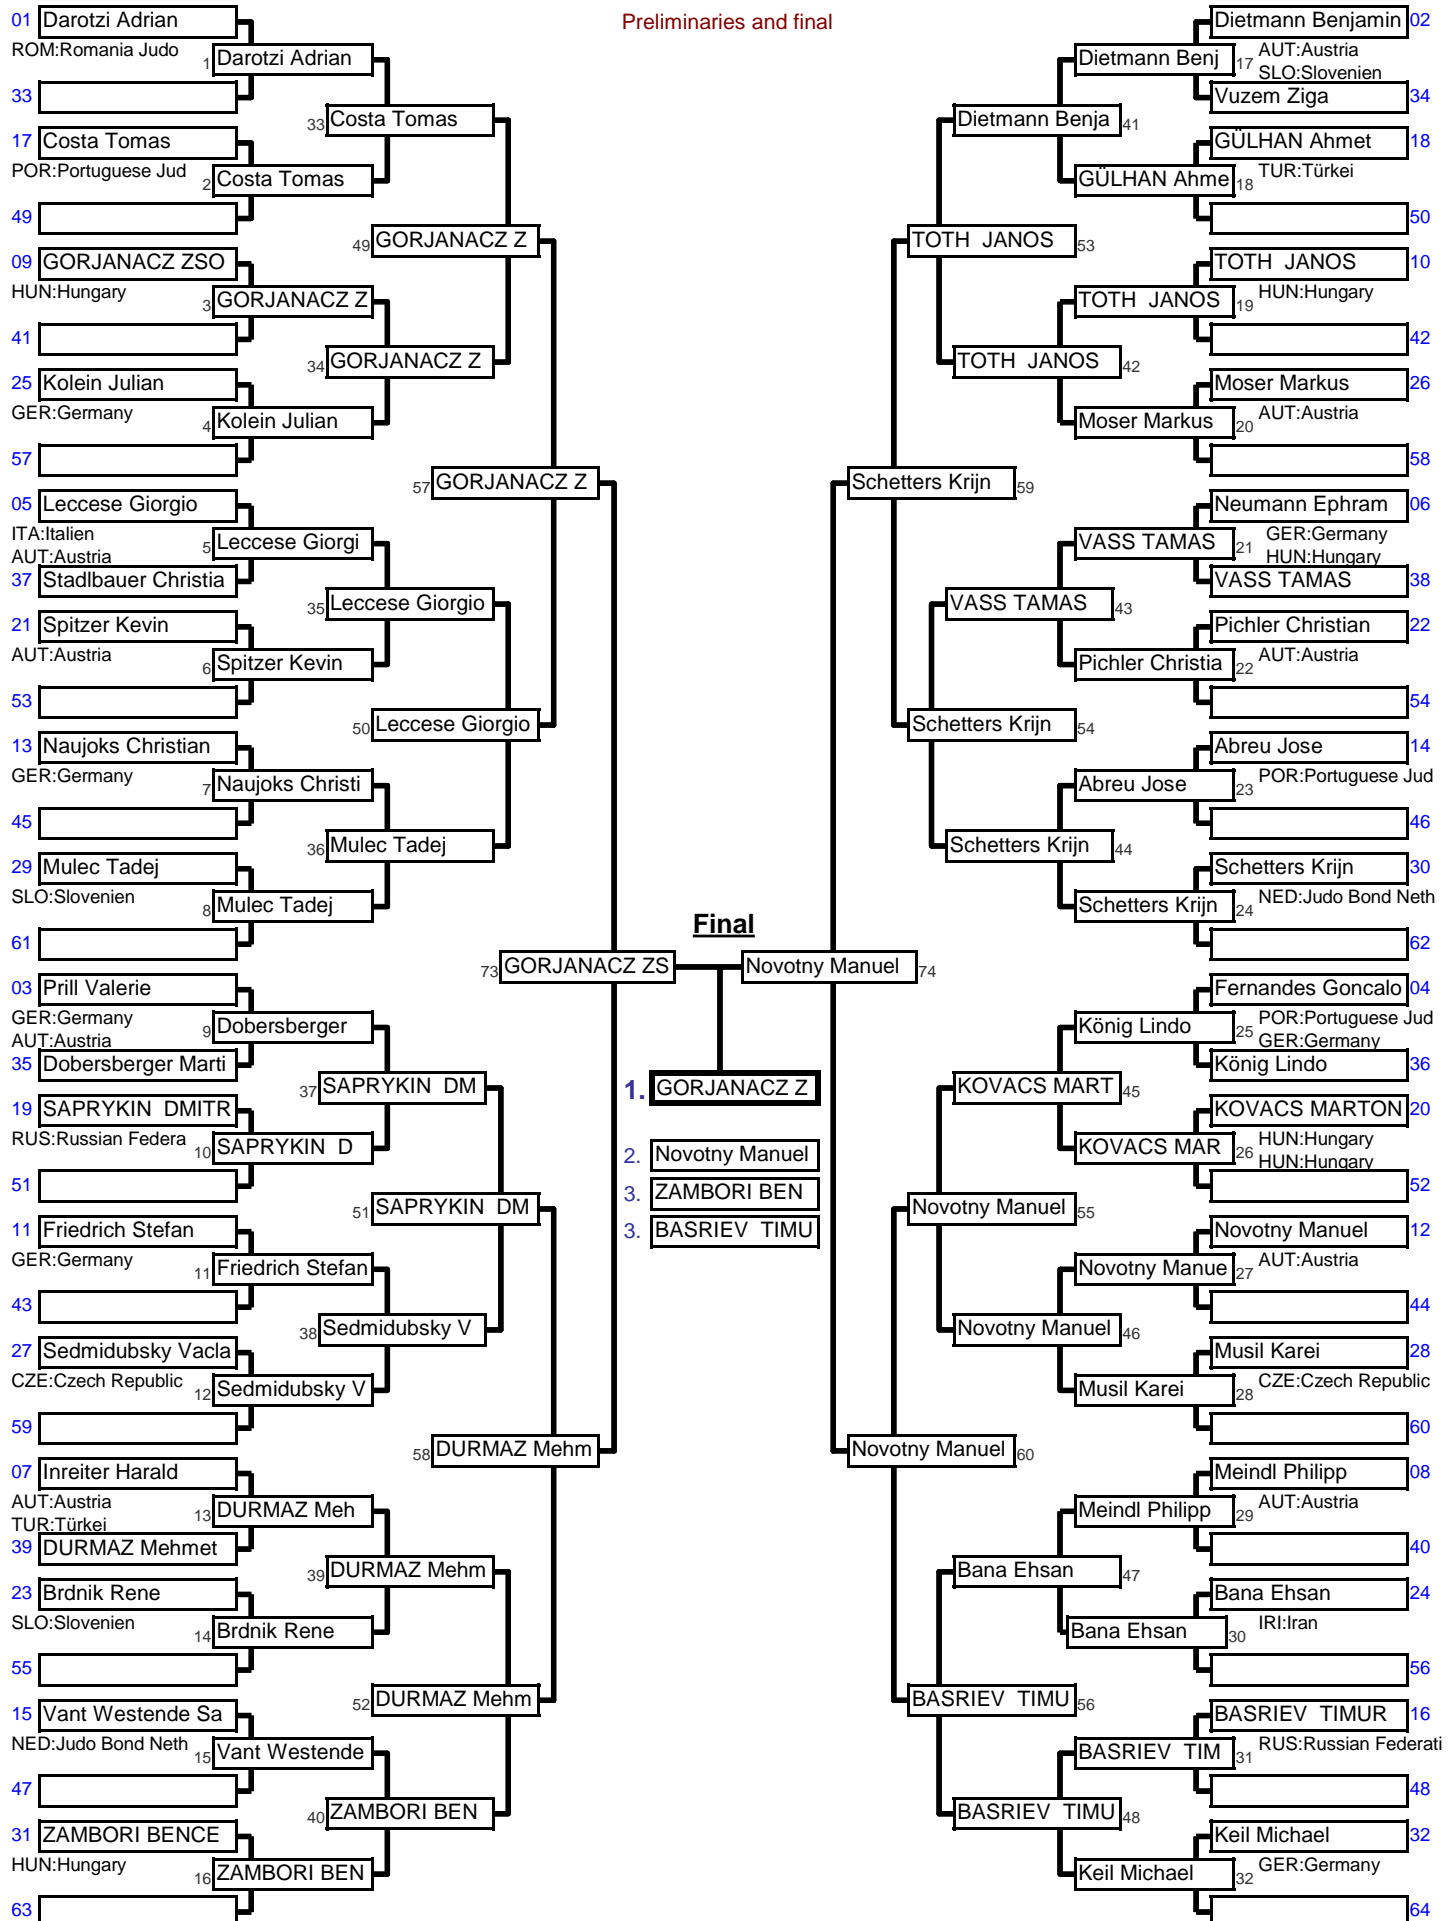 Preliminaries and final
01 Darotzi Adrian
ROM:Romania Judo
1 Darotzi Adrian
33
33 Costa Tomas
17 Costa Tomas
POR:Portuguese Jud
2 Costa Tomas
49
49 GORJANACZ Z
09 GORJANACZ ZSO
HUN:Hungary
3 GORJANACZ Z
41
34 GORJANACZ Z
25 Kolein Julian
GER:Germany
4 Kolein Julian
57
57 GORJANACZ Z
05 Leccese Giorgio
ITA:Italien
AUT:Austria
5 Leccese Giorgi
37 Stadlbauer Christia
35 Leccese Giorgio
21 Spitzer Kevin
AUT:Austria
6 Spitzer Kevin
53
50 Leccese Giorgio
13 Naujoks Christian
GER:Germany
7 Naujoks Christi
45
36 Mulec Tadej
29 Mulec Tadej
SLO:Slovenien
8 Mulec Tadej
61
73 GORJANACZ ZS
03 Prill Valerie
GER:Germany
AUT:Austria
9 Dobersberger
35 Dobersberger Marti
37 SAPRYKIN DM
19 SAPRYKIN DMITR
RUS:Russian Federa
10 SAPRYKIN D
51
51 SAPRYKIN DM
11 Friedrich Stefan
GER:Germany
11 Friedrich Stefan
43
38 Sedmidubsky V
27 Sedmidubsky Vacla
CZE:Czech Republic
12 Sedmidubsky V
59
58 DURMAZ Mehm
07 Inreiter Harald
AUT:Austria
TUR:Türkei
13 DURMAZ Meh
39 DURMAZ Mehmet
39 DURMAZ Mehm
23 Brdnik Rene
SLO:Slovenien
14 Brdnik Rene
55
52 DURMAZ Mehm
15 Vant Westende Sa
NED:Judo Bond Neth
15 Vant Westende
47
40 ZAMBORI BEN
31 ZAMBORI BENCE
HUN:Hungary
16 ZAMBORI BEN
63
Final
1. GORJANACZ Z
2. Novotny Manuel
3. ZAMBORI BEN
3. BASRIEV TIMU
Dietmann Benjamin 02
Dietmann Benj 17
AUT:Austria
SLO:Slovenien
Vuzem Ziga 34
Dietmann Benja 41
GÜLHAN Ahmet 18
GÜLHAN Ahme 18
TUR:Türkei
50
TOTH JANOS 53
TOTH JANOS 10
TOTH JANOS 19
HUN:Hungary
42
TOTH JANOS 42
Moser Markus 26
Moser Markus 20
AUT:Austria
58
Schetters Krijn 59
Neumann Ephram 06
VASS TAMAS 21
GER:Germany
HUN:Hungary
VASS TAMAS 38
VASS TAMAS 43
Pichler Christian 22
Pichler Christia 22
AUT:Austria
54
Schetters Krijn 54
Abreu Jose 14
Abreu Jose 23
POR:Portuguese Jud
46
Schetters Krijn 44
Schetters Krijn 30
Schetters Krijn 24
NED:Judo Bond Neth
62
Novotny Manuel 74
Fernandes Goncalo 04
König Lindo 25
POR:Portuguese Jud
GER:Germany
König Lindo 36
KOVACS MART 45
KOVACS MARTON 20
KOVACS MAR 26
HUN:Hungary
HUN:Hungary
52
Novotny Manuel 55
Novotny Manuel 12
Novotny Manue 27
AUT:Austria
44
Novotny Manuel 46
Musil Karei 28
Musil Karei 28
CZE:Czech Republic
60
Novotny Manuel 60
Meindl Philipp 08
Meindl Philipp 29
AUT:Austria
40
Bana Ehsan 47
Bana Ehsan 24
Bana Ehsan 30
IRI:Iran
56
BASRIEV TIMU 56
BASRIEV TIMUR 16
BASRIEV TIM 31
RUS:Russian Federati
48
BASRIEV TIMU 48
Keil Michael 32
Keil Michael 32
GER:Germany
64